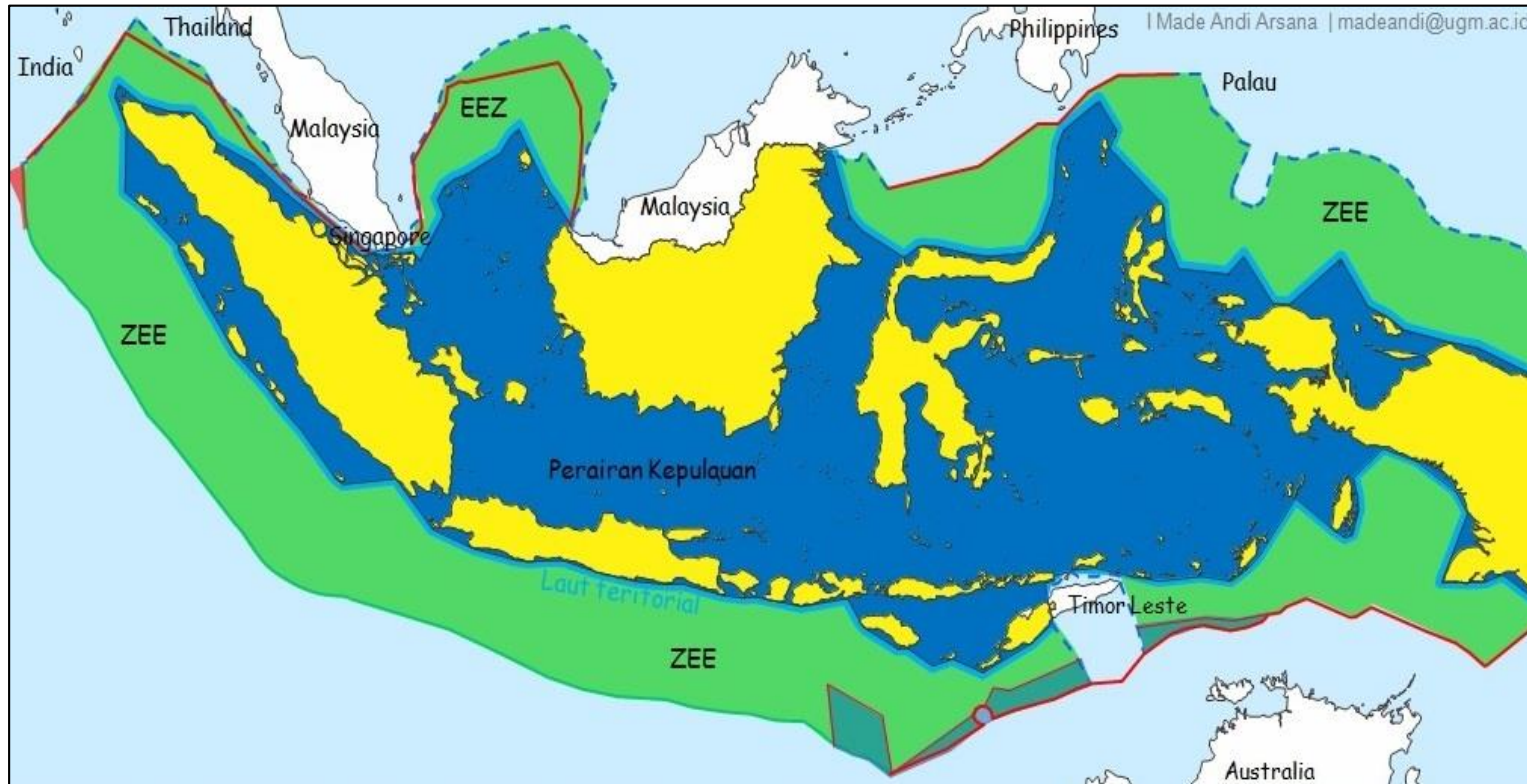 Thailand
Philippines
I Made Andi Arsana | madeandi@ugm.ac.id
India
Palau
EEZ
Malaysia
Malaysia
ZEE
Singapore
ZEE
Perairan Kepulauan
Laut teritorial
Timor Leste
ZEE
Australia